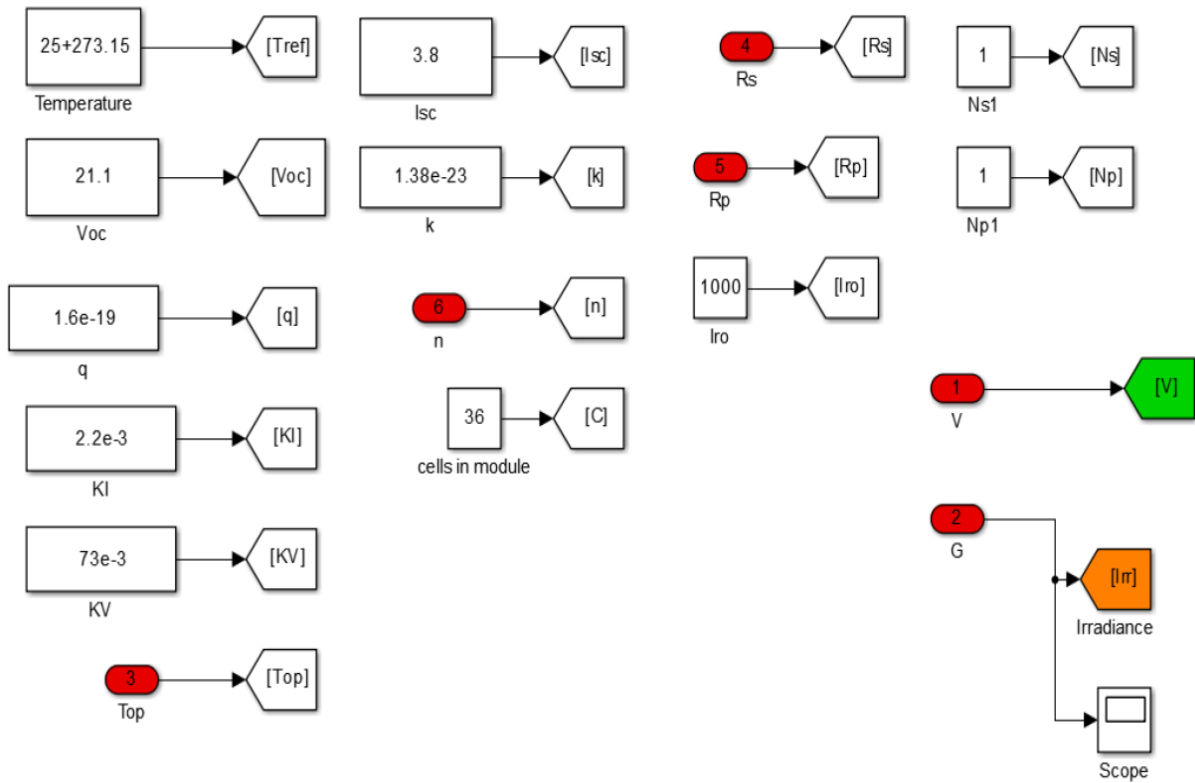 25+273.15
[Tref]
Temperature
3.8
[Isc]
Isc
4
[Rs]
Rs
1
[Ns]
Ns1
21.1
[Voc]
Voc
1.38e-23
[k]
k
5
[Rp]
Rp
1
[Np]
Np1
1.6e-19
[q]
q
6
[n]
n
1000
[Iro]
Iro
2.2e-3
[KI]
KI
36
[C]
cells in module
1
[V]
V
73e-3
[KV]
KV
2
G
[Irr]
Irradiance
3
[Top]
Top
Scope